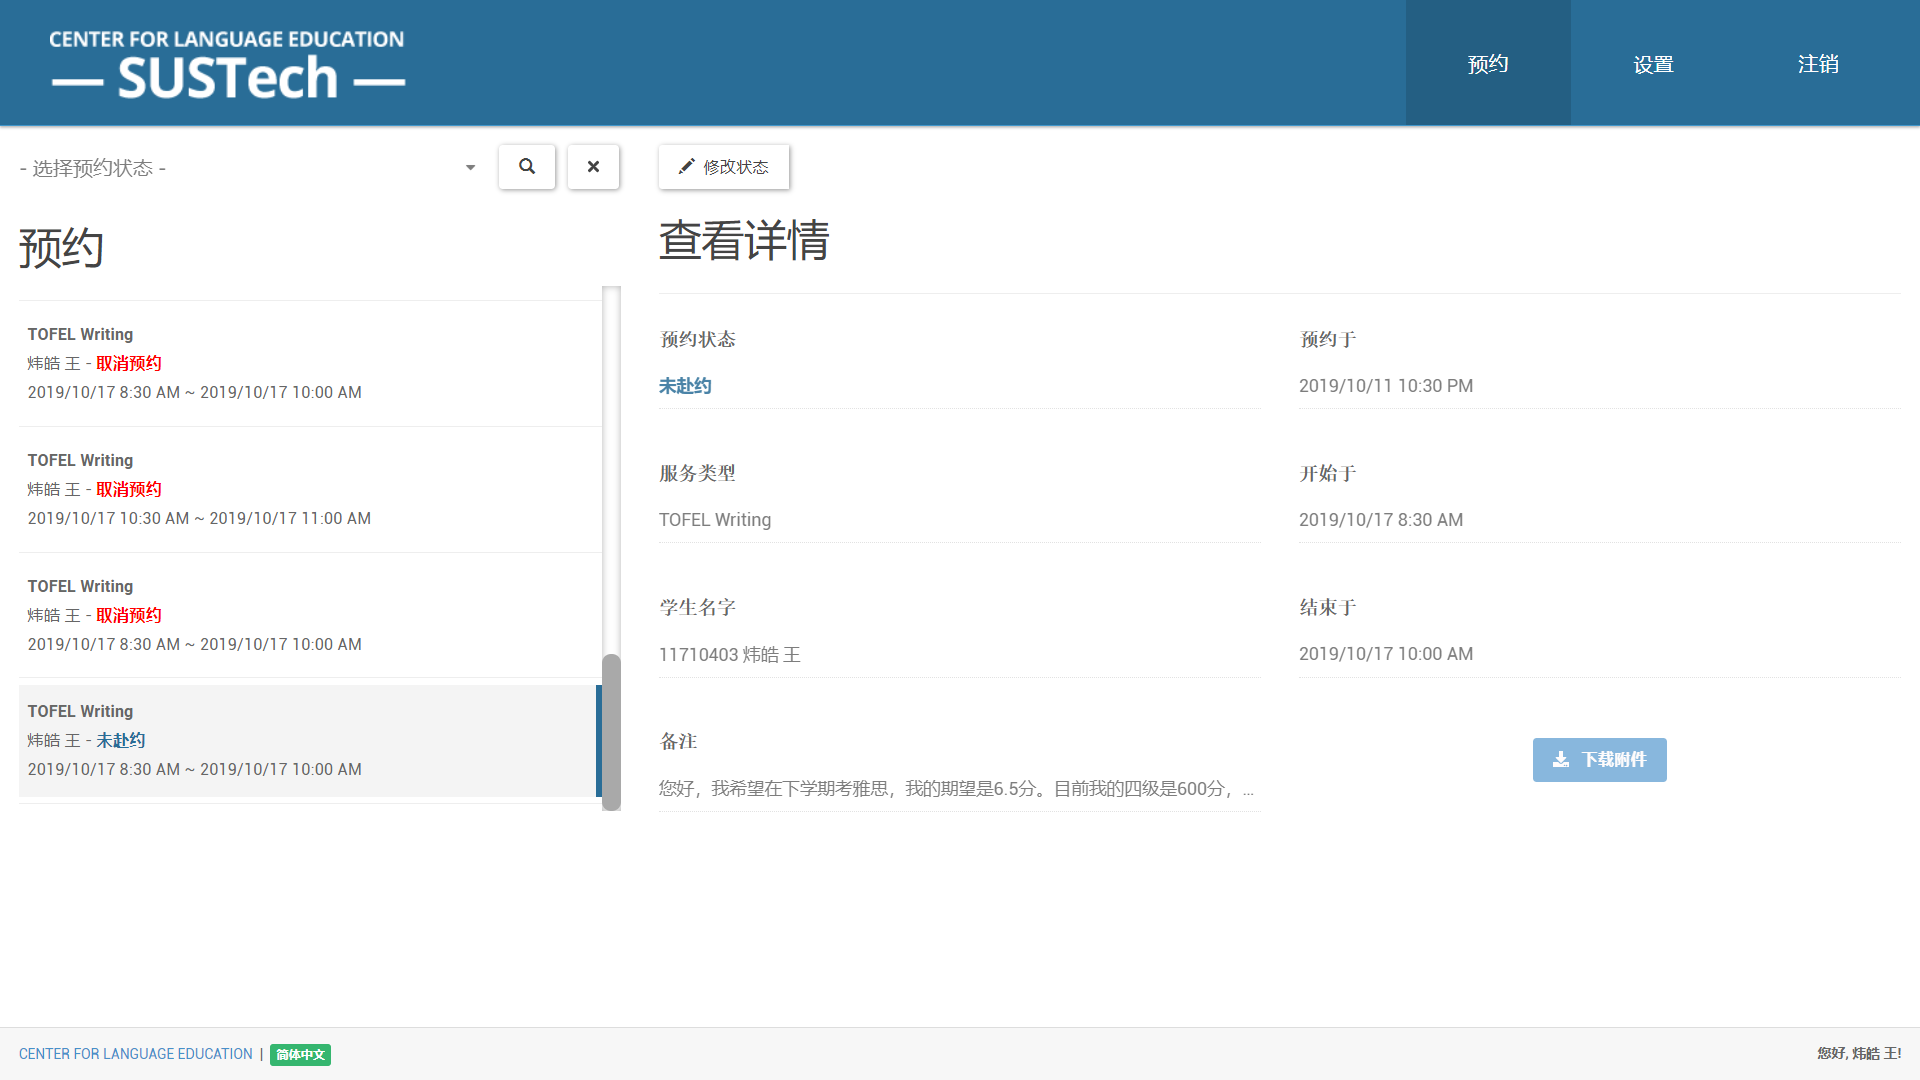 CENTER FOR LANGUAGE EDUCATION
— SUSTech —
预约
设置
注销
- 选择预约状态 -
修改状态
预约
TOFEL Writing
炜皓 王 - 取消预约
2019/10/17 8:30 AM ~ 2019/10/17 10:00 AM
TOFEL Writing
炜皓 王 - 取消预约
2019/10/17 10:30 AM ~ 2019/10/17 11:00 AM
TOFEL Writing
炜皓 王 - 取消预约
2019/10/17 8:30 AM ~ 2019/10/17 10:00 AM
TOFEL Writing
炜皓 王 - 未赴约
2019/10/17 8:30 AM ~ 2019/10/17 10:00 AM
查看详情
预约状态
未赴约
预约于
2019/10/11 10:30 PM
服务类型
TOFEL Writing
开始于
2019/10/17 8:30 AM
学生名字
11710403 炜皓 王
结束于
2019/10/17 10:00 AM
备注
您好，我希望在下学期考雅思，我的期望是6.5分。目前我的四级是600分，...
下载附件
CENTER FOR LANGUAGE EDUCATION | 简体中文
您好, 炜皓 王!